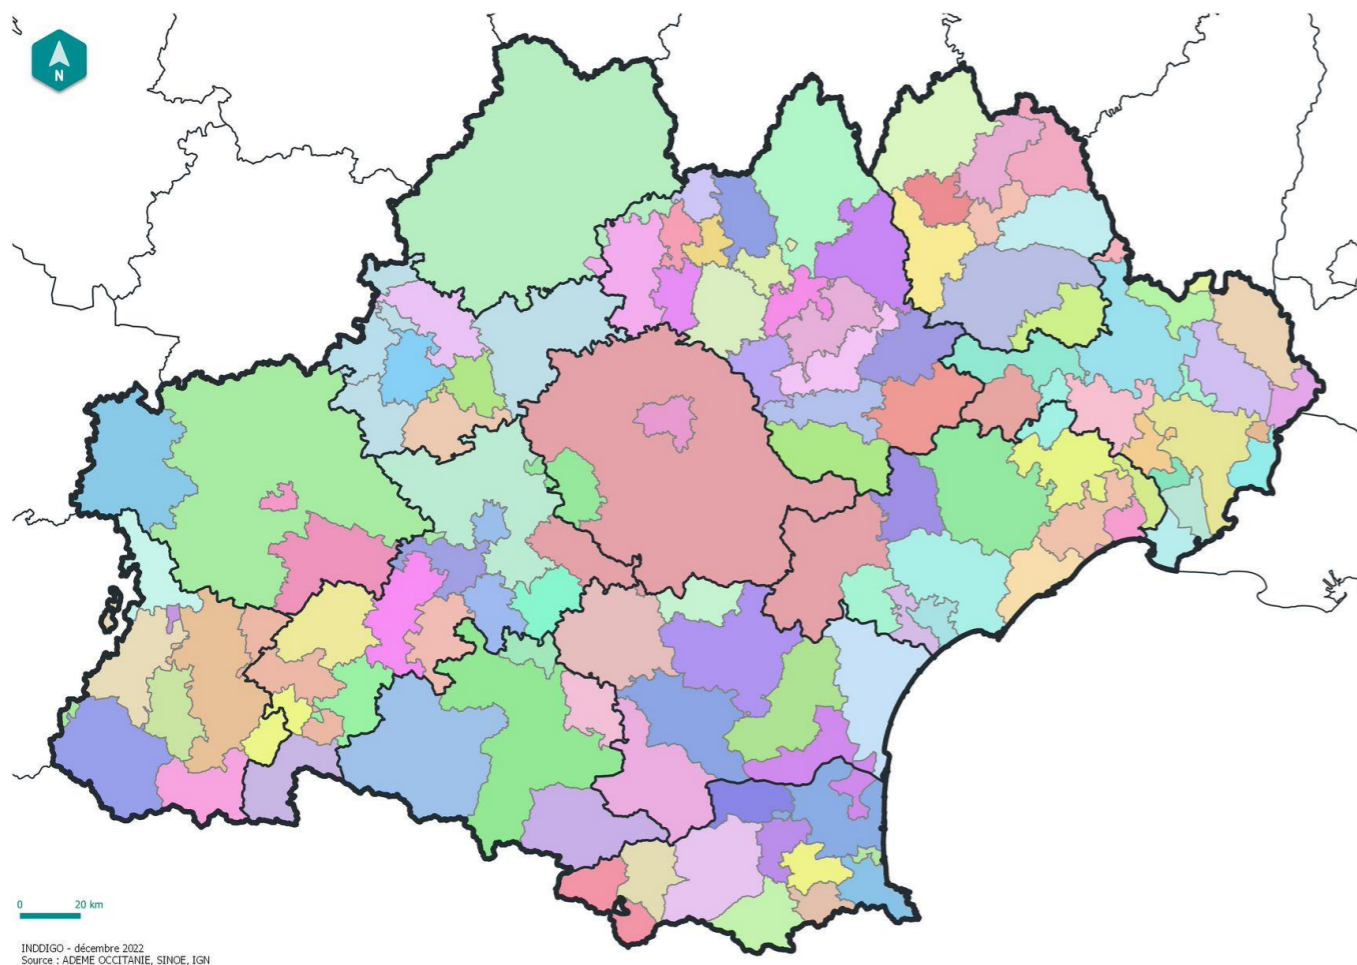 N
0 20 km
INDDIGO - décembre 2022
Source : ADEME OCCITANIE, SINOE, IGN